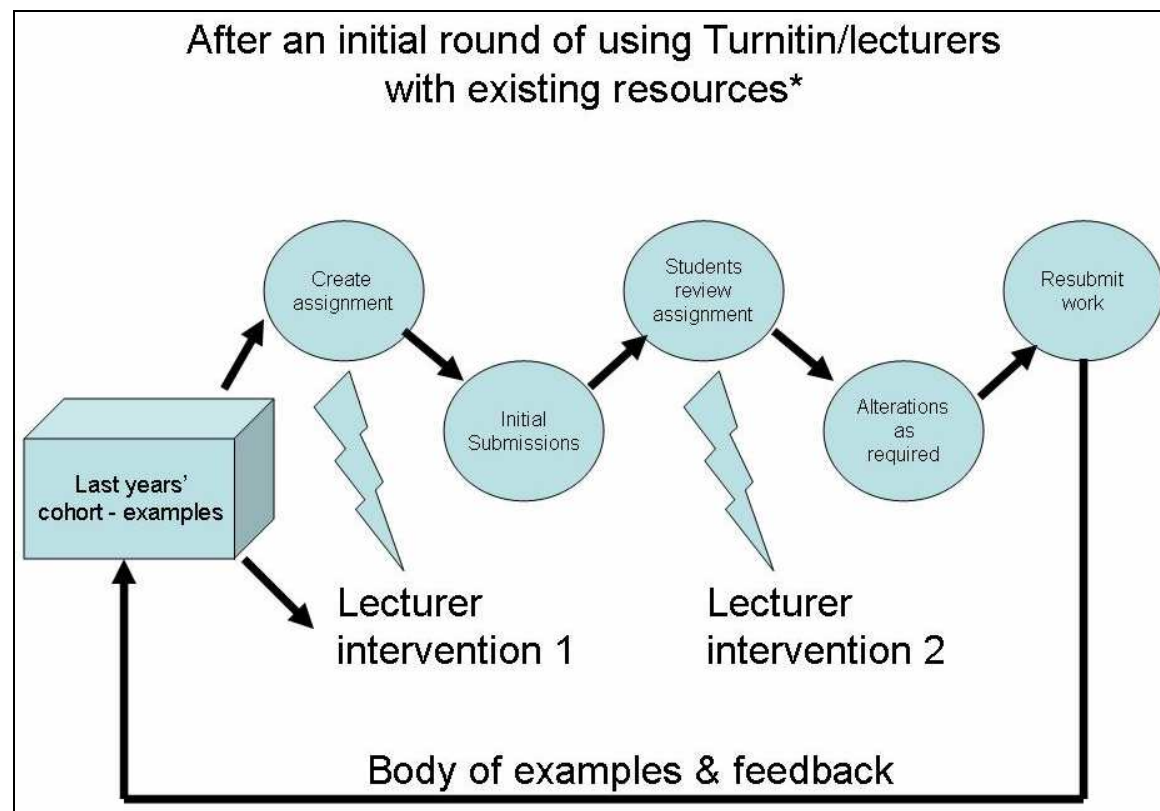 After an initial round of using Turnitin/lecturers
with existing resources*
Create
assignment
Students
review
assignment
Resubmit
work
Initial
Submissions
Alterations
as
required
Last years'
cohort - examples
Lecturer
intervention 1
Lecturer
intervention 2
Body of examples & feedback